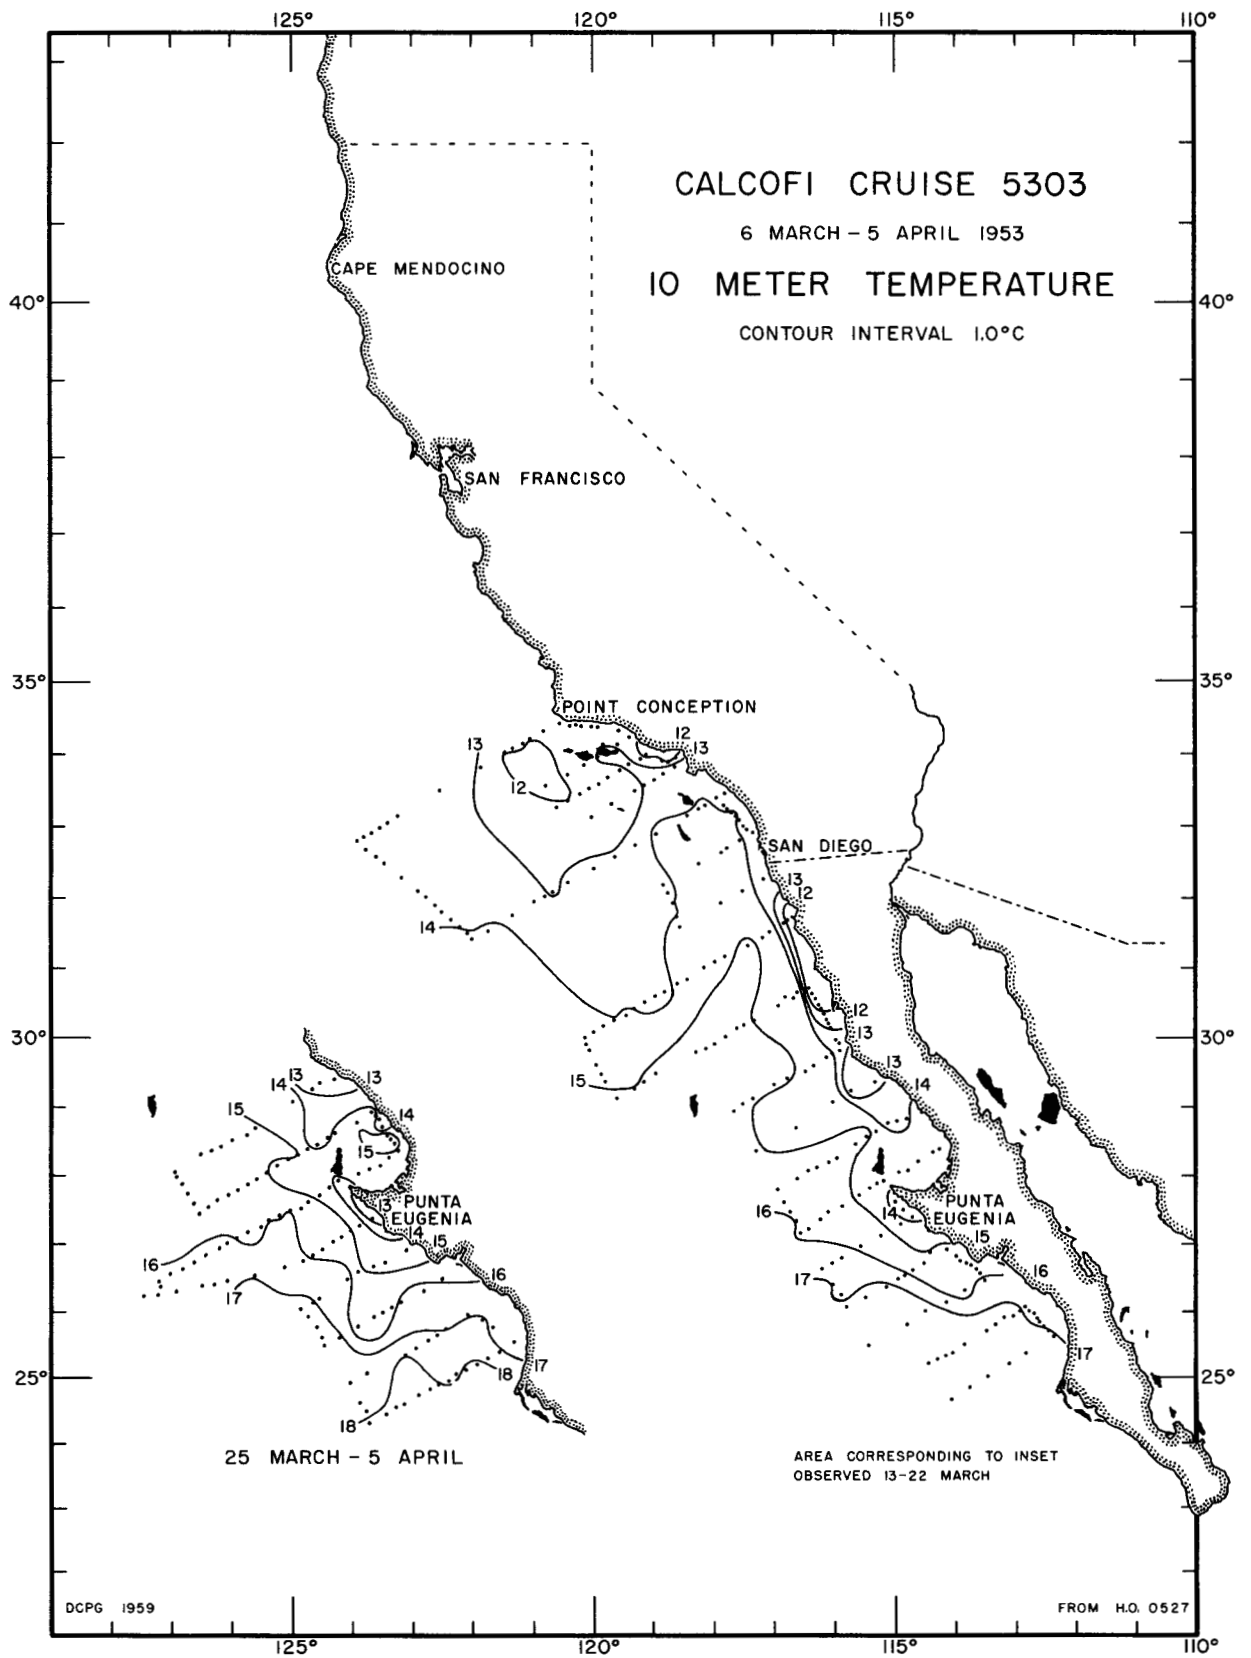 125° 120° 115° 110°
CALCOFI CRUISE 5303
6 MARCH – 5 APRIL 1953
CAPE MENDOCINO
10 METER TEMPERATURE
40° 40°
CONTOUR INTERVAL 1.0°C
SAN FRANCISCO
35° 35°
POINT CONCEPTION
12
13 13
12
SAN DIEGO
13
12
14
12
13
30° 30°
13
14
15
14 13 13
15 14
15
PUNTA
EUGENIA
13
14
15
16
PUNTA
EUGENIA
14
15
16
16
16
17
17
17
17
18
25° 25°
18
25 MARCH – 5 APRIL
AREA CORRESPONDING TO INSET
OBSERVED 13-22 MARCH
DCPG 1959
FROM H.O. 0527
125° 120° 115° 110°